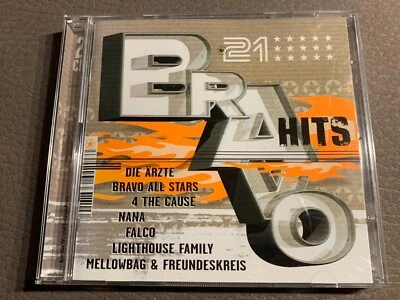 21
BRAVO
HITS
DIE ÄRZTE
BRAVO ALL STARS
4 THE CAUSE
NANA
FALCO
LIGHTHOUSE FAMILY
MELLOWBAG & FREUNDESKREIS